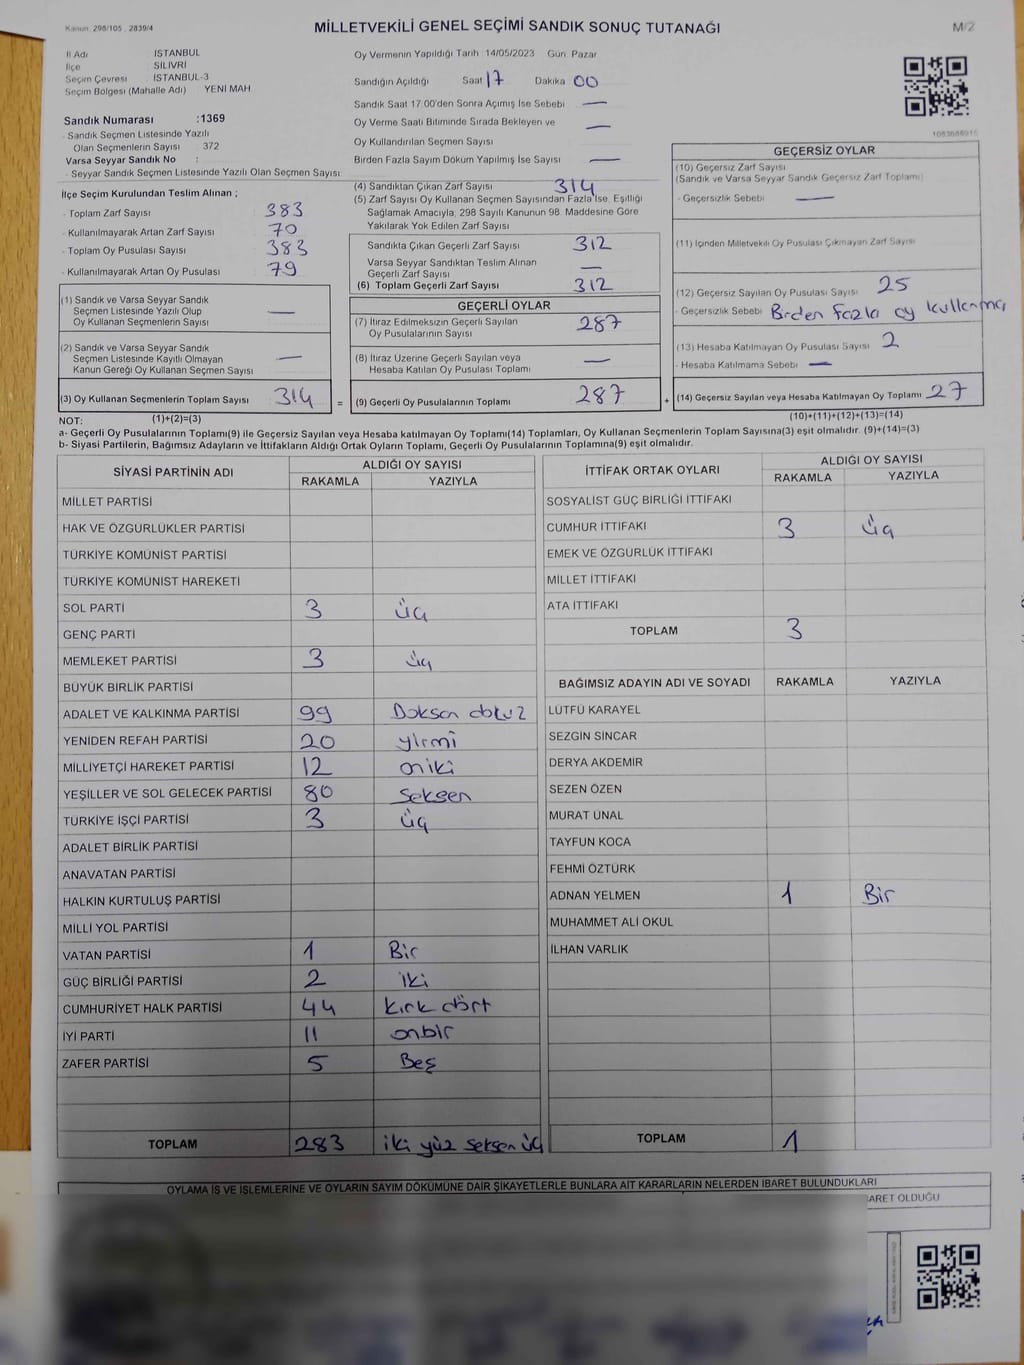 Kanun 298/105 2839/4
MİLLETVEKİLİ GENEL SEÇİMİ SANDIK SONUÇ TUTANAĞI
M/2
İl Adı İSTANBUL
İlçe SİLİVRİ
Seçim Çevresi İSTANBUL-3
Seçim Bölgesi (Mahalle Adı) YENİ MAH.
Sandık Numarası :1369
- Sandık Seçmen Listesinde Yazılı
Olan Seçmenlerin Sayısı 372
Varsa Seyyar Sandık No :
- Seyyar Sandık Seçmen Listesinde Yazılı Olan Seçmen Sayısı
Oy Vermenin Yapıldığı Tarih 14/05/2023 Gün Pazar
Sandığın Açıldığı Saat 17 Dakika 00
Sandık Saat 17 00'den Sonra Açılmış İse Sebebi —
Oy Verme Saati Bitiminde Sırada Bekleyen ve
Oy Kullandırılan Seçmen Sayısı —
Birden Fazla Sayım Döküm Yapılmış İse Sayısı —
İlçe Seçim Kurulundan Teslim Alınan ;
- Toplam Zarf Sayısı 383
- Kullanılmayarak Artan Zarf Sayısı 70
- Toplam Oy Pusulası Sayısı 383
- Kullanılmayarak Artan Oy Pusulası 79
(1) Sandık ve Varsa Seyyar Sandık
Seçmen Listesinde Yazılı Olup
Oy Kullanan Seçmenlerin Sayısı —
(2) Sandık ve Varsa Seyyar Sandık
Seçmen Listesinde Kayıtlı Olmayan
Kanun Gereği Oy Kullanan Seçmen Sayısı —
(3) Oy Kullanan Seçmenlerin Toplam Sayısı 314 =
(4) Sandıktan Çıkan Zarf Sayısı 314
(5) Zarf Sayısı Oy Kullanan Seçmen Sayısından Fazla İse, Eşitliği
Sağlamak Amacıyla, 298 Sayılı Kanunun 98. Maddesine Göre
Yakılarak Yok Edilen Zarf Sayısı
Sandıkta Çıkan Geçerli Zarf Sayısı 312
Varsa Seyyar Sandıktan Teslim Alınan
Geçerli Zarf Sayısı —
(6) Toplam Geçerli Zarf Sayısı 312
GEÇERLİ OYLAR
(7) İtiraz Edilmeksizin Geçerli Sayılan
Oy Pusulalarının Sayısı 287
(8) İtiraz Üzerine Geçerli Sayılan veya
Hesaba Katılan Oy Pusulası Toplamı —
(9) Geçerli Oy Pusulalarının Toplamı 287 +
GEÇERSİZ OYLAR
(10) Geçersiz Zarf Sayısı
(Sandık ve Varsa Seyyar Sandık Geçersiz Zarf Toplamı)
- Geçersizlik Sebebi —
(11) İçinden Milletvekili Oy Pusulası Çıkmayan Zarf Sayısı
(12) Geçersiz Sayılan Oy Pusulası Sayısı 25
- Geçersizlik Sebebi Birden Fazla oy kullanma
(13) Hesaba Katılmayan Oy Pusulası Sayısı 2
- Hesaba Katılmama Sebebi —
(14) Geçersiz Sayılan veya Hesaba Katılmayan Oy Toplamı 27
NOT: (1)+(2)=(3) (10)+(11)+(12)+(13)=(14)
a- Geçerli Oy Pusulalarının Toplamı(9) ile Geçersiz Sayılan veya Hesaba katılmayan Oy Toplamı(14) Toplamları, Oy Kullanan Seçmenlerin Toplam Sayısına(3) eşit olmalıdır. (9)+(14)=(3)
b- Siyasi Partilerin, Bağımsız Adayların ve İttifakların Aldığı Ortak Oyların Toplamı, Geçerli Oy Pusulalarının Toplamına(9) eşit olmalıdır.
SİYASİ PARTİNİN ADI ALDIĞI OY SAYISI
RAKAMLA YAZIYLA
MİLLET PARTİSİ
HAK VE ÖZGÜRLÜKLER PARTİSİ
TÜRKİYE KOMÜNİST PARTİSİ
TÜRKİYE KOMÜNİST HAREKETİ
SOL PARTİ 3 üç
GENÇ PARTİ
MEMLEKET PARTİSİ 3 üç
BÜYÜK BİRLİK PARTİSİ
ADALET VE KALKINMA PARTİSİ 99 Doksan dokuz
YENİDEN REFAH PARTİSİ 20 yirmi
MİLLİYETÇİ HAREKET PARTİSİ 12 oniki
YEŞİLLER VE SOL GELECEK PARTİSİ 80 seksen
TÜRKİYE İŞÇİ PARTİSİ 3 üç
ADALET BİRLİK PARTİSİ
ANAVATAN PARTİSİ
HALKIN KURTULUŞ PARTİSİ
MİLLİ YOL PARTİSİ
VATAN PARTİSİ 1 Bir
GÜÇ BİRLİĞİ PARTİSİ 2 iki
CUMHURİYET HALK PARTİSİ 44 kırk dört
İYİ PARTİ 11 onbir
ZAFER PARTİSİ 5 Beş
TOPLAM 283 iki yüz seksen üç
İTTİFAK ORTAK OYLARI ALDIĞI OY SAYISI
RAKAMLA YAZIYLA
SOSYALİST GÜÇ BİRLİĞİ İTTİFAKI
CUMHUR İTTİFAKI 3 üç
EMEK VE ÖZGÜRLÜK İTTİFAKI
MİLLET İTTİFAKI
ATA İTTİFAKI
TOPLAM 3
BAĞIMSIZ ADAYIN ADI VE SOYADI RAKAMLA YAZIYLA
LÜTFÜ KARAYEL
SEZGİN SİNCAR
DERYA AKDEMİR
SEZEN ÖZEN
MURAT ÜNAL
TAYFUN KOCA
FEHMİ ÖZTÜRK
ADNAN YELMEN 1 Bir
MUHAMMET ALİ OKUL
İLHAN VARLIK
TOPLAM 1
OYLAMA İŞ VE İŞLEMLERİNE VE OYLARIN SAYIM DÖKÜMÜNE DAİR ŞİKAYETLERLE BUNLARA AİT KARARLARIN NELERDEN İBARET BULUNDUKLARI
ARET OLDUĞU